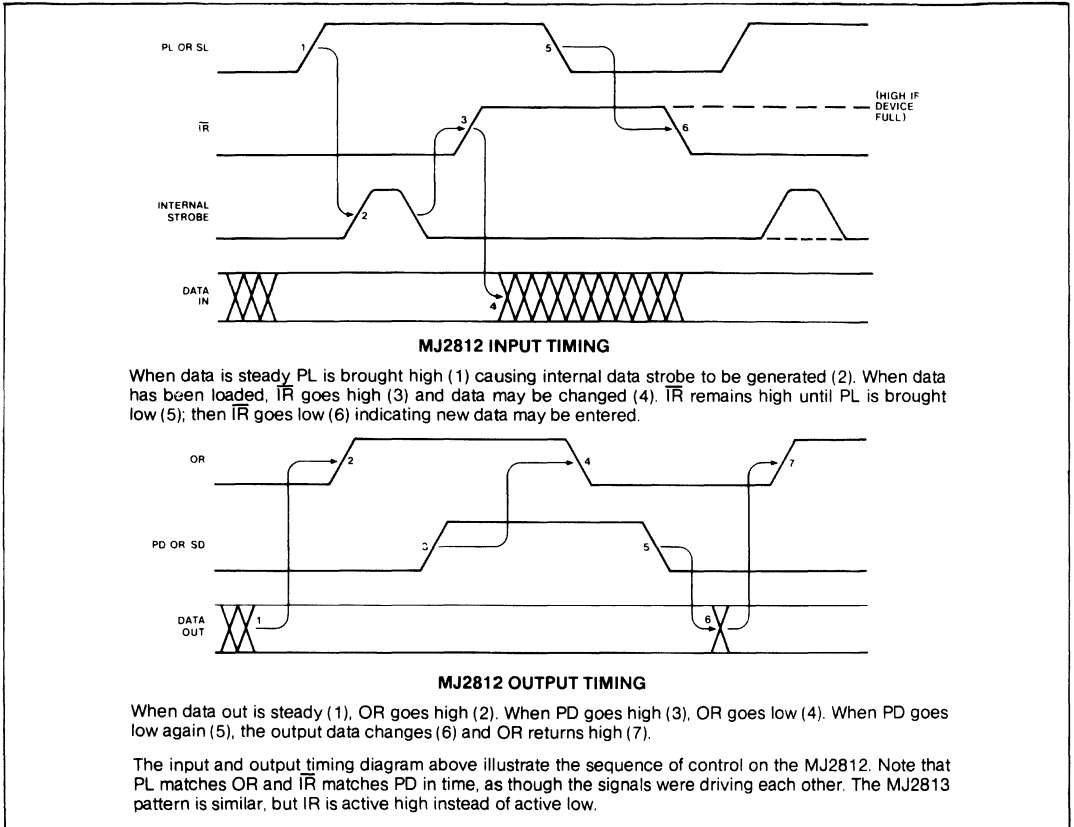 PL OR SL
1
5
(HIGH IF
DEVICE
FULL)
I̅R̅
3
6
INTERNAL
STROBE
2
DATA
IN
4
MJ2812 INPUT TIMING
When data is steady PL is brought high (1) causing internal data strobe to be generated (2). When data
has been loaded, I̅R̅ goes high (3) and data may be changed (4). I̅R̅ remains high until PL is brought
low (5); then I̅R̅ goes low (6) indicating new data may be entered.
OR
2
4
7
PD OR SD
3
5
DATA
OUT
1
6
MJ2812 OUTPUT TIMING
When data out is steady (1), OR goes high (2). When PD goes high (3), OR goes low (4). When PD goes
low again (5), the output data changes (6) and OR returns high (7).
The input and output timing diagram above illustrate the sequence of control on the MJ2812. Note that
PL matches OR and I̅R̅ matches PD in time, as though the signals were driving each other. The MJ2813
pattern is similar, but IR is active high instead of active low.